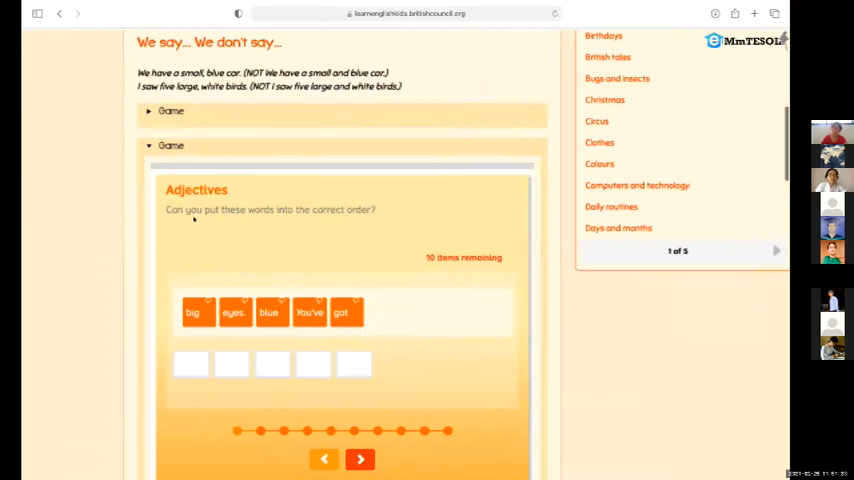 learnenglishkids.britishcouncil.org
We say... We don't say...
We have a small, blue car. (NOT We have a small and blue car.)
I saw five large, white birds. (NOT I saw five large and white birds.)
Game
Game
Adjectives
Can you put these words into the correct order?
10 items remaining
big eyes. blue You've got
Birthdays
British tales
Bugs and insects
Christmas
Circus
Clothes
Colours
Computers and technology
Daily routines
Days and months
1 of 5
eMmTESOL